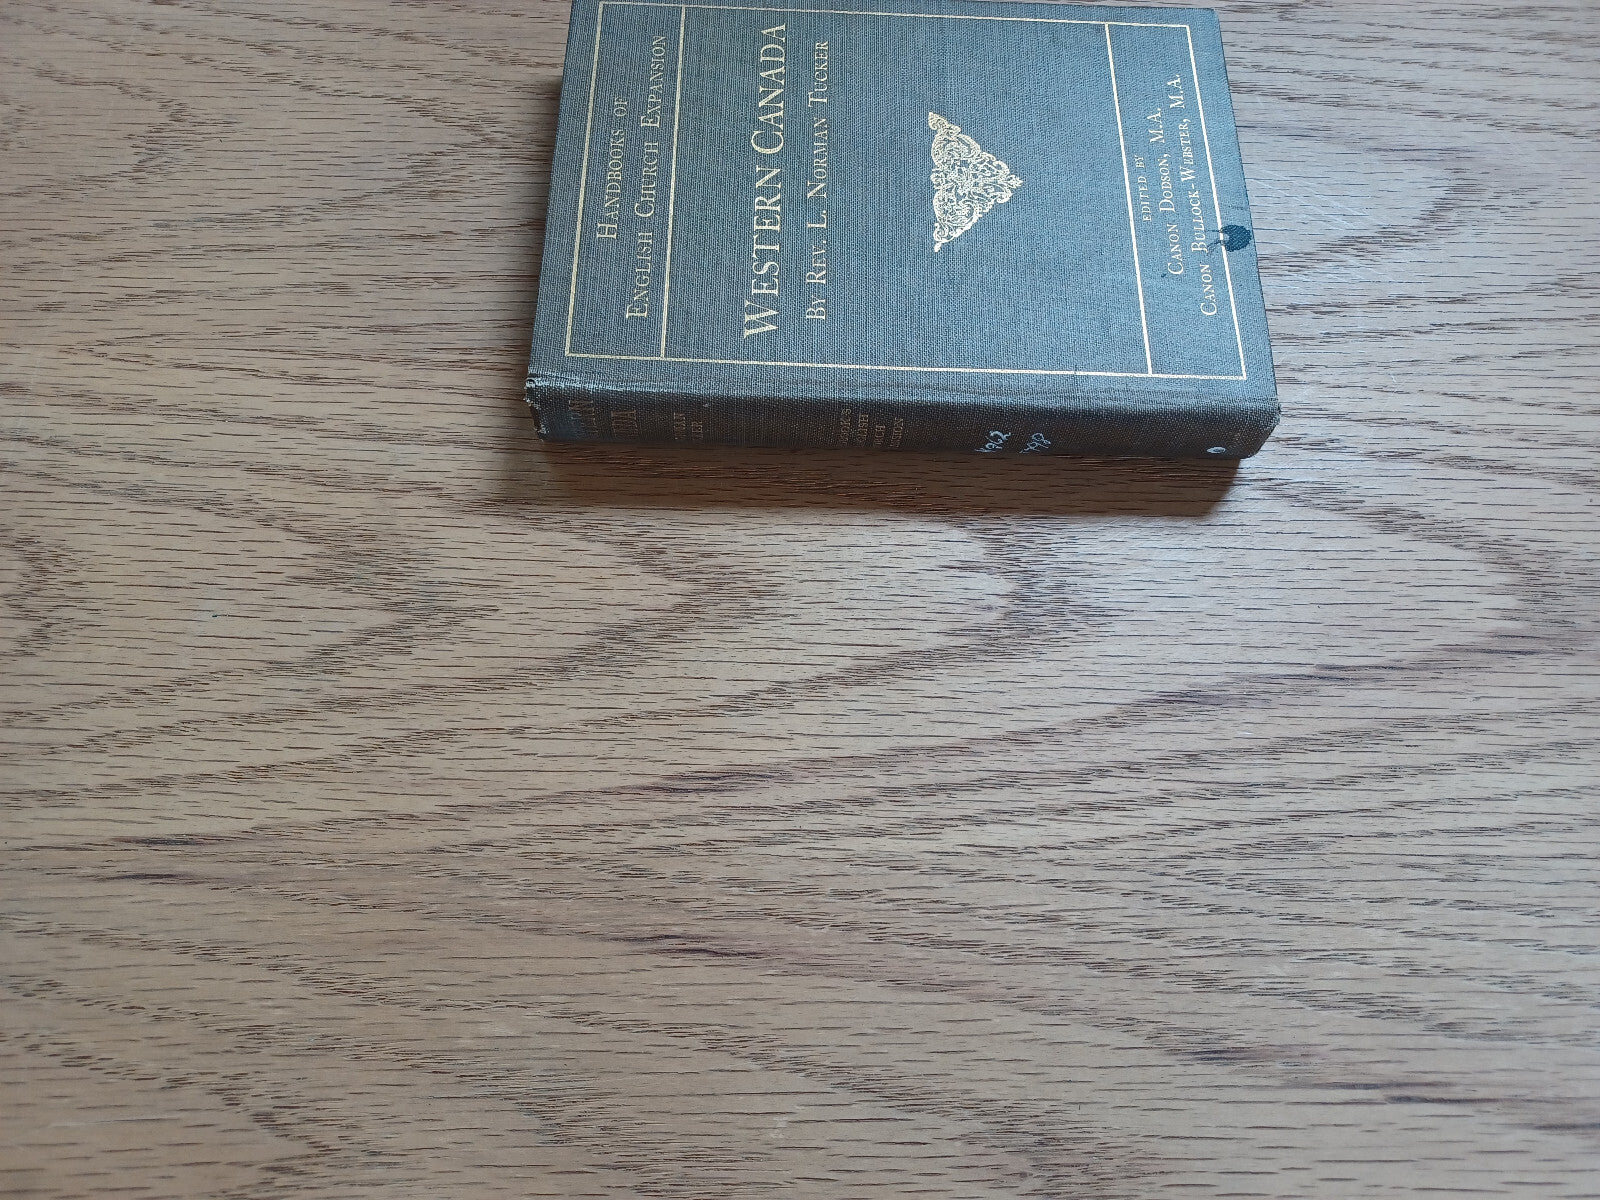 HANDBOOKS OF
ENGLISH CHURCH EXPANSION
WESTERN CANADA
BY REV. L. NORMAN TUCKER
EDITED BY
CANON DODSON, M.A.
CANON BULLOCK-WEBSTER, M.A.